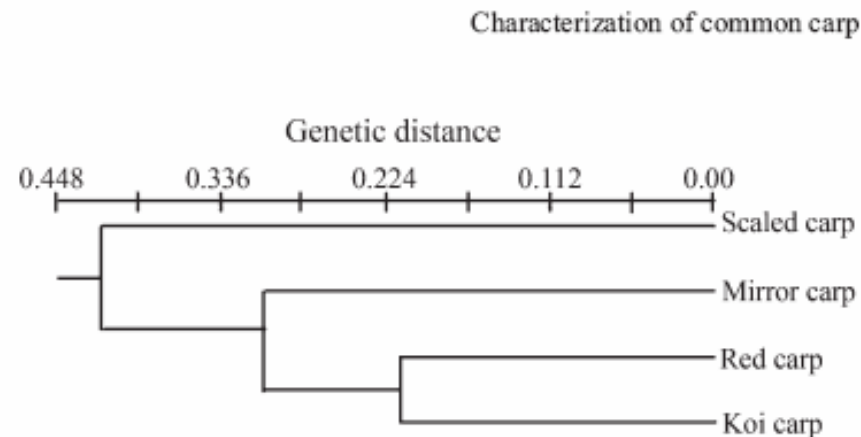 Characterization of common carp
Genetic distance
0.448 0.336 0.224 0.112 0.00
Scaled carp
Mirror carp
Red carp
Koi carp